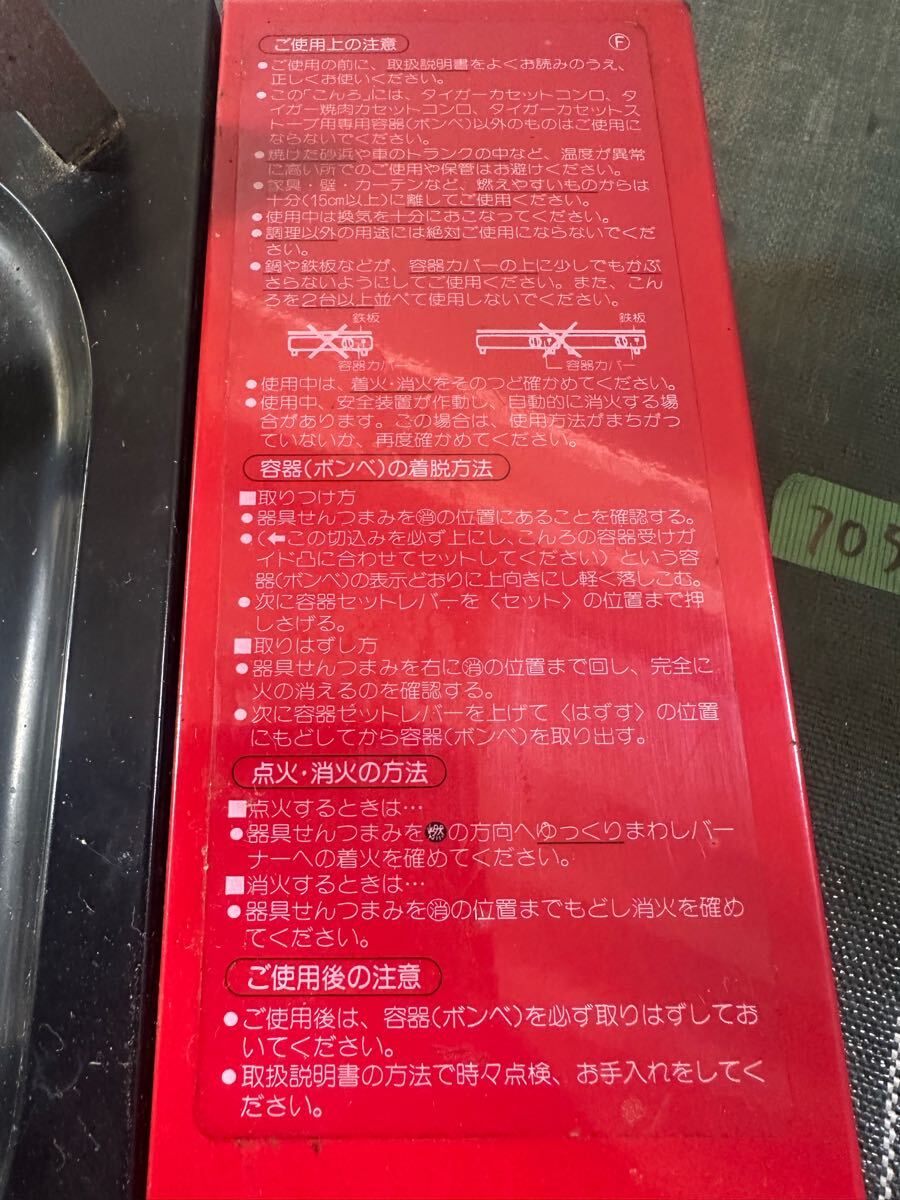 ご使用上の注意
Ⓕ
●ご使用の前に、取扱説明書をよくお読みのうえ、
正しくお使いください。
●この「こんろ」には、タイガーカセットコンロ、タ
イガー焼肉カセットコンロ、タイガーカセットス
トーブ用専用容器(ボンベ)以外のものはご使用に
ならないでください。
●焼けた砂浜や車のトランクの中など、温度が異常
に高い所でのご使用や保管はお避けください。
●家具・壁・カーテンなど、燃えやすいものからは
十分(15cm以上)に離してご使用ください。
●使用中は換気を十分におこなってください。
●調理以外の用途には絶対ご使用にならないでくだ
さい。
●鍋や鉄板などが、容器カバーの上に少しでもかぶ
さらないようにしてご使用ください。また、こん
ろを2台以上並べて使用しないでください。
鉄板
鉄板
容器カバー
容器カバー
●使用中は、着火・消火をそのつど確かめてください。
●使用中、安全装置が作動し、自動的に消火する場
合があります。この場合は、使用方法がまちがっ
ていないか、再度確かめてください。
容器(ボンベ)の着脱方法
■取りつけ方
●器具せんつまみを㊋の位置にあることを確認する。
●(⬅この切込みを必ず上にし、こんろの容器受けガ
イド凸に合わせてセットしてください)という容
器(ボンベ)の表示どおりに上向きにし軽く落しこむ。
●次に容器セットレバーを〈セット〉の位置まで押
しさげる。
■取りはずし方
●器具せんつまみを右に消の位置まで回し、完全に
火の消えるのを確認する。
●次に容器セットレバーを上げて〈はずす〉の位置
にもどしてから容器(ボンベ)を取り出す。
点火・消火の方法
■点火するときは…
●器具せんつまみを燃の方向へゆっくりまわしバー
ナーへの着火を確めてください。
■消火するときは…
●器具せんつまみを消の位置までもどし消火を確め
てください。
ご使用後の注意
●ご使用後は、容器(ボンベ)を必ず取りはずしてお
いてください。
●取扱説明書の方法で時々点検、お手入れをしてく
ださい。
705